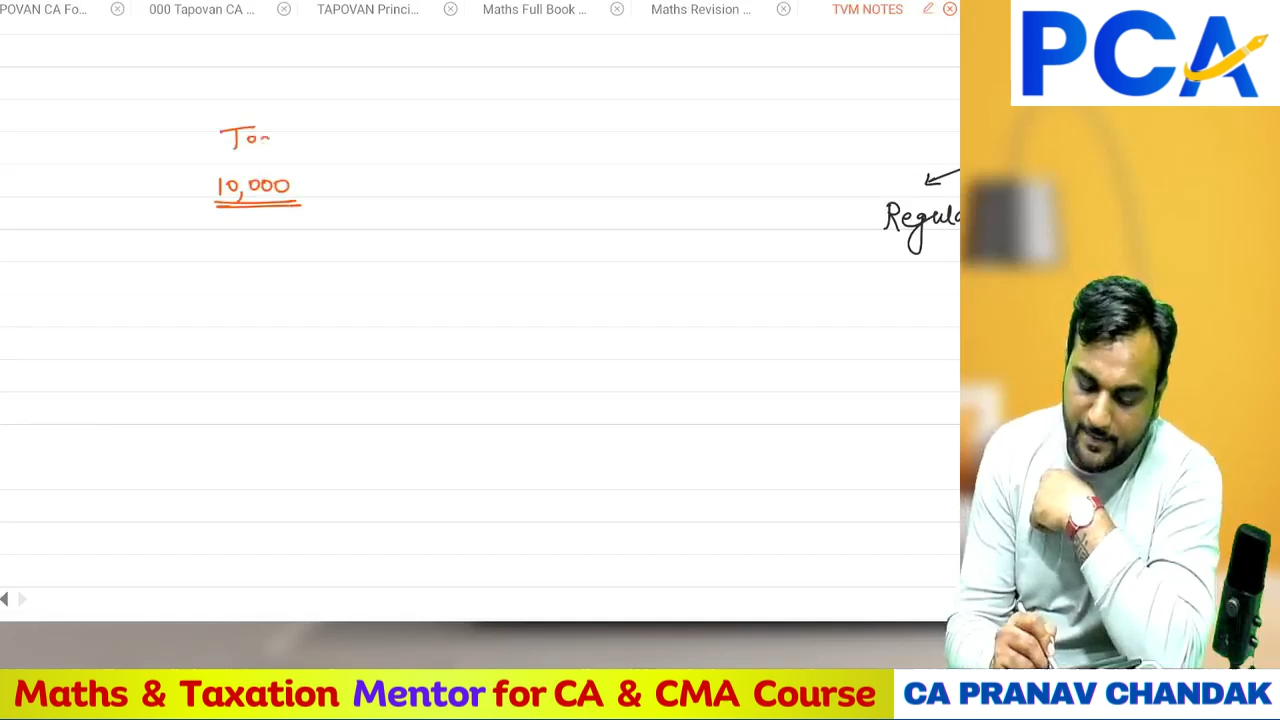 POVAN CA Fo...
000 Tapovan CA ...
TAPOVAN Princi...
Maths Full Book ...
Maths Revision ...
TVM NOTES
PCA
10,000
Regula
Maths & Taxation Mentor for CA & CMA Course
CA PRANAV CHANDAK